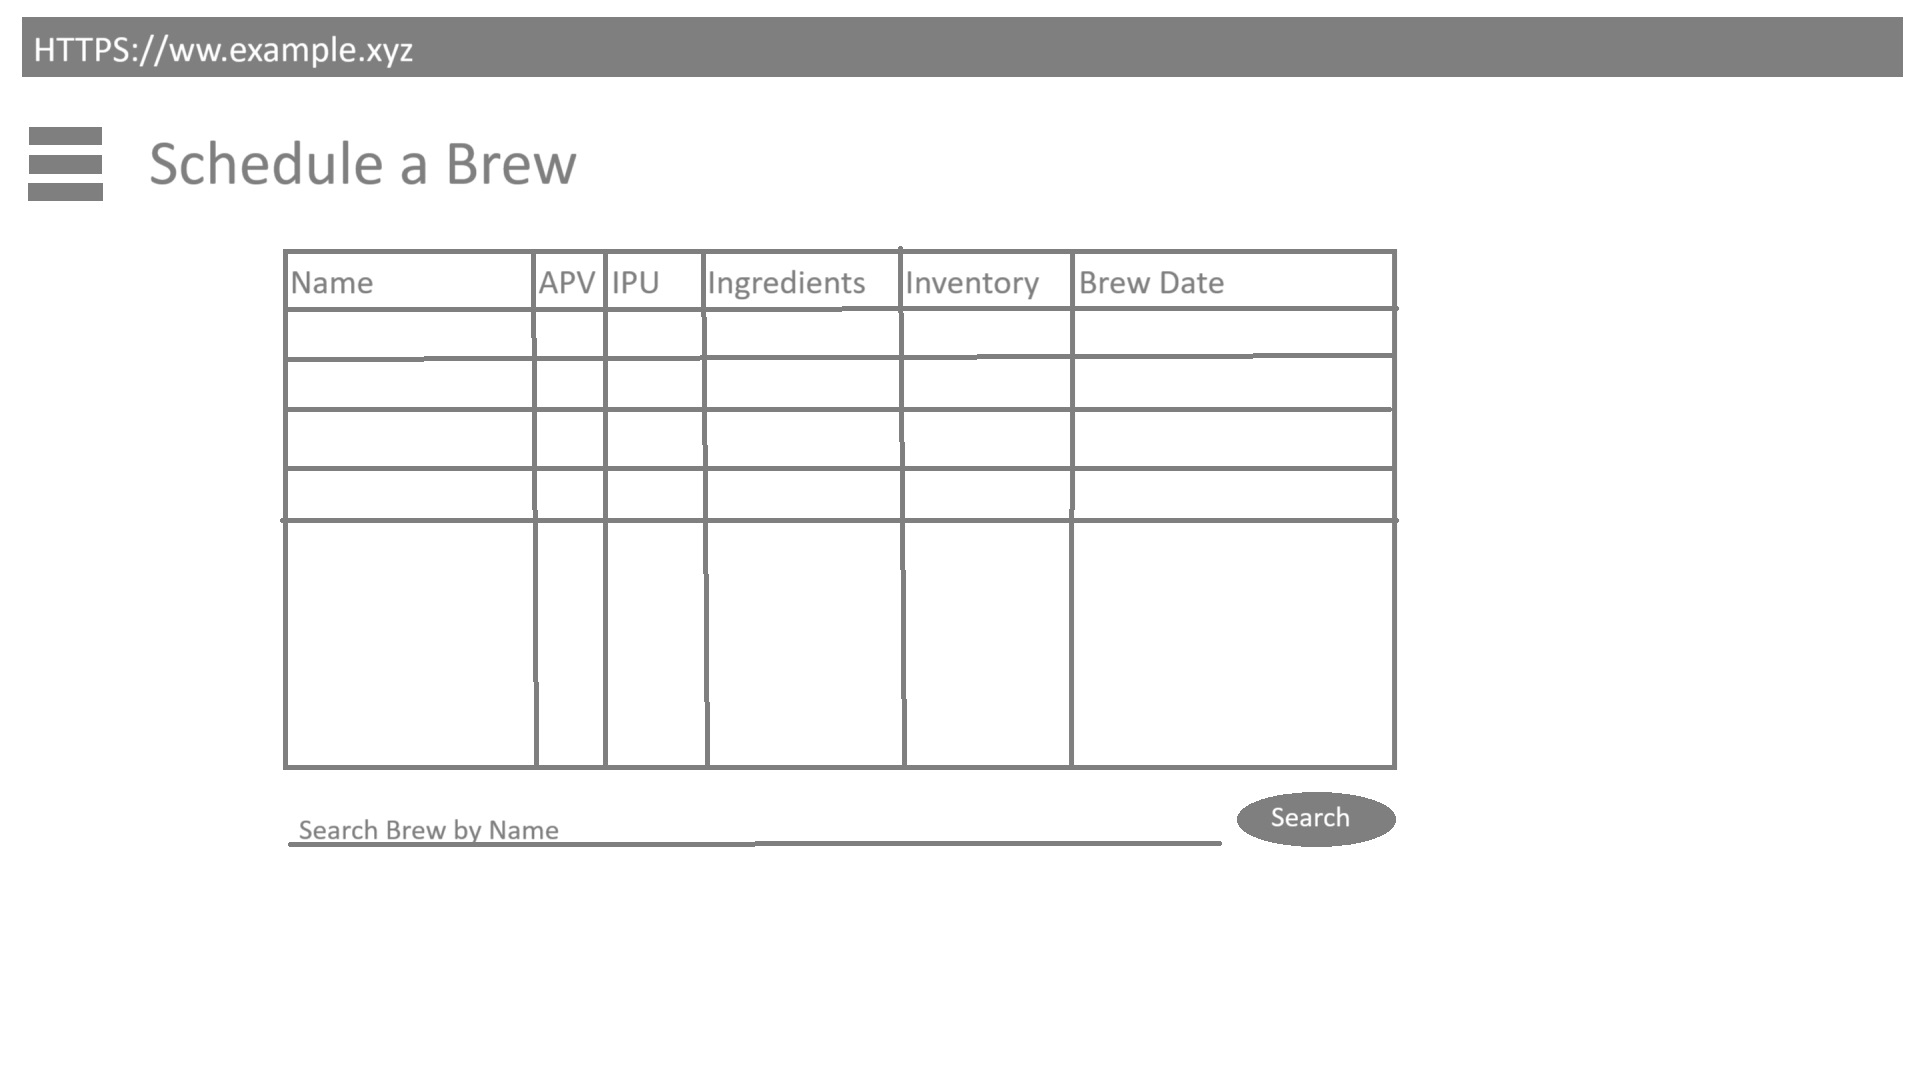 HTTPS://ww.example.xyz
Schedule a Brew
Name APV IPU Ingredients Inventory Brew Date
Search Brew by Name
Search